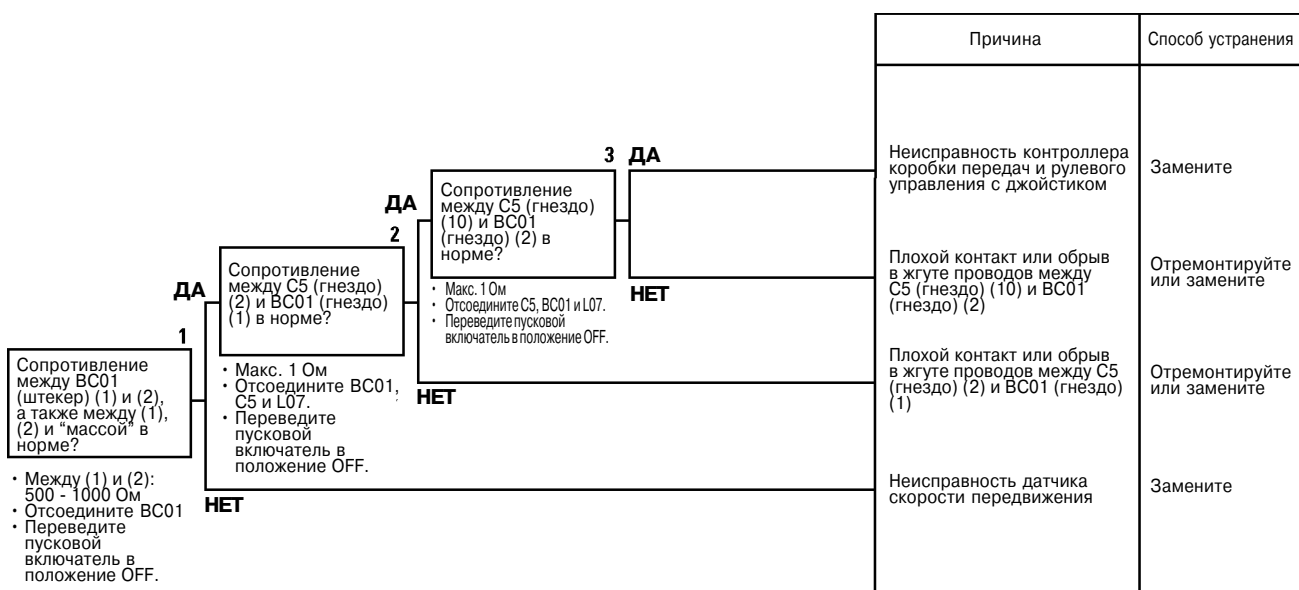 Причина
Способ устранения
3 ДА
Неисправность контроллера
коробки передач и рулевого
управления с джойстиком
Замените
ДА
2
Сопротивление
между C5 (гнездо)
(10) и BC01
(гнездо) (2) в
норме?
НЕТ
Плохой контакт или обрыв
в жгуте проводов между
C5 (гнездо) (10) и BC01
(гнездо) (2)
Отремонтируйте
или замените
• Макс. 1 Ом
• Отсоедините C5, BC01 и L07.
• Переведите пусковой
включатель в положение OFF.
ДА
1
Сопротивление
между C5 (гнездо)
(2) и BC01 (гнездо)
(1) в норме?
• Макс. 1 Ом
• Отсоедините BC01,
C5 и L07.
• Переведите
пусковой
включатель в
положение OFF.
НЕТ
Плохой контакт или обрыв
в жгуте проводов между C5
(гнездо) (2) и BC01 (гнездо)
(1)
Отремонтируйте
или замените
Сопротивление
между BC01
(штекер) (1) и (2),
а также между (1),
(2) и “массой” в
норме?
• Между (1) и (2):
500 - 1000 Ом
• Отсоедините BC01
• Переведите
пусковой
включатель в
положение OFF.
НЕТ
Неисправность датчика
скорости передвижения
Замените